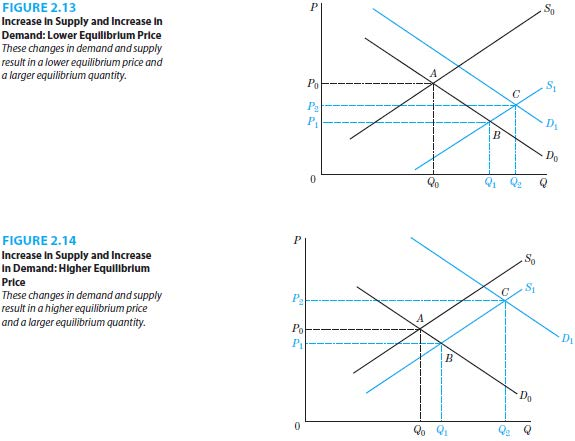 FIGURE 2.13
Increase in Supply and Increase in
Demand: Lower Equilibrium Price
These changes in demand and supply
result in a lower equilibrium price and
a larger equilibrium quantity.
P
S₀
A
P₀
C
S₁
P₂
P₁
D₁
B
D₀
0
Q₀
Q₁
Q₂
Q
FIGURE 2.14
Increase in Supply and Increase
in Demand: Higher Equilibrium
Price
These changes in demand and supply
result in a higher equilibrium price
and a larger equilibrium quantity.
P
S₀
C
S₁
P₂
A
P₀
P₁
D₁
B
D₀
0
Q₀
Q₁
Q₂
Q